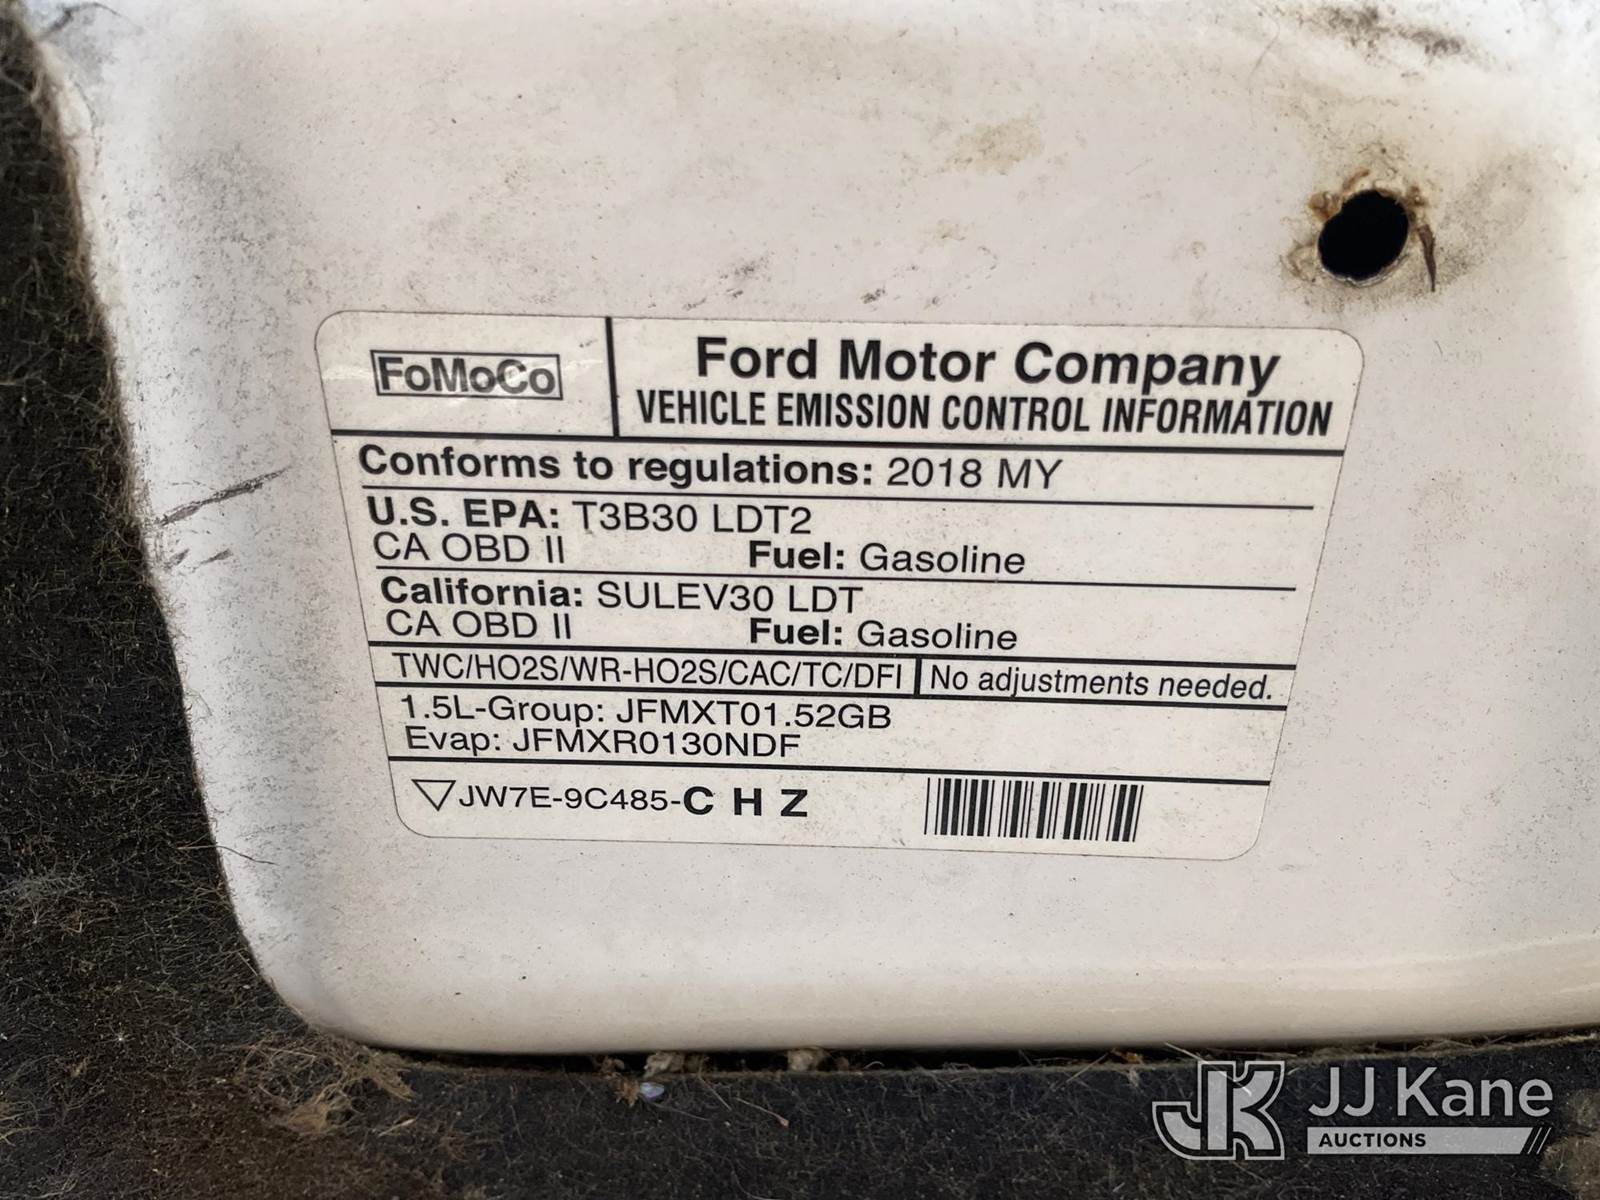 FoMoCo
Ford Motor Company
VEHICLE EMISSION CONTROL INFORMATION
Conforms to regulations: 2018 MY
U.S. EPA: T3B30 LDT2
CA OBD II Fuel: Gasoline
California: SULEV30 LDT
CA OBD II Fuel: Gasoline
TWC/HO2S/WR-HO2S/CAC/TC/DFI No adjustments needed.
1.5L-Group: JFMXT01.52GB
Evap: JFMXR0130NDF
JW7E-9C485-C H Z
JK JJ Kane
AUCTIONS